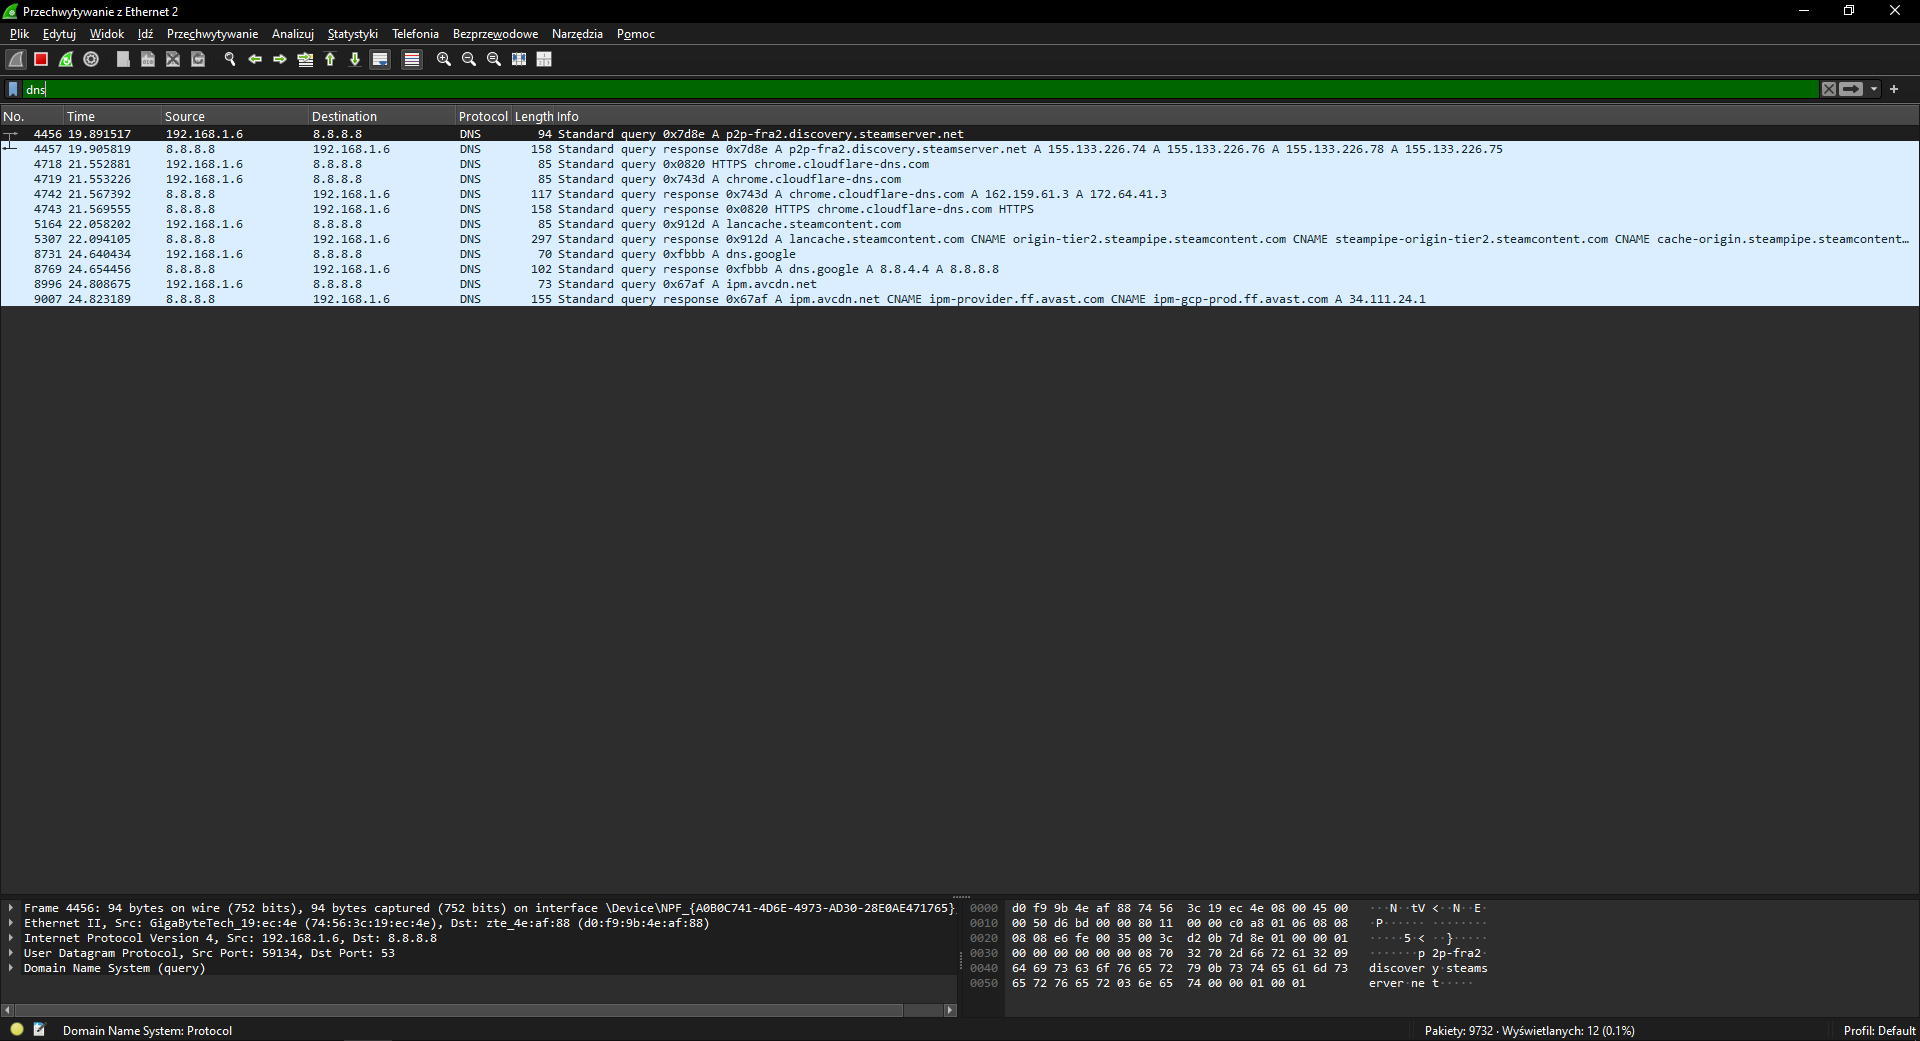 Przechwytywanie z Ethernet 2
Plik Edytuj Widok Idź Przechwytywanie Analizuj Statystyki Telefonia Bezprzewodowe Narzędzia Pomoc
dns
No. Time Source Destination Protocol Length Info
4456 19.891517 192.168.1.6 8.8.8.8 DNS 94 Standard query 0x7d8e A p2p-fra2.discovery.steamserver.net
4457 19.905819 8.8.8.8 192.168.1.6 DNS 158 Standard query response 0x7d8e A p2p-fra2.discovery.steamserver.net A 155.133.226.74 A 155.133.226.76 A 155.133.226.78 A 155.133.226.75
4718 21.552881 192.168.1.6 8.8.8.8 DNS 85 Standard query 0x0820 HTTPS chrome.cloudflare-dns.com
4719 21.553226 192.168.1.6 8.8.8.8 DNS 85 Standard query 0x743d A chrome.cloudflare-dns.com
4742 21.567392 8.8.8.8 192.168.1.6 DNS 117 Standard query response 0x743d A chrome.cloudflare-dns.com A 162.159.61.3 A 172.64.41.3
4743 21.569555 8.8.8.8 192.168.1.6 DNS 158 Standard query response 0x0820 HTTPS chrome.cloudflare-dns.com HTTPS
5164 22.058202 192.168.1.6 8.8.8.8 DNS 85 Standard query 0x912d A lancache.steamcontent.com
5307 22.094105 8.8.8.8 192.168.1.6 DNS 297 Standard query response 0x912d A lancache.steamcontent.com CNAME origin-tier2.steampipe.steamcontent.com CNAME steampipe-origin-tier2.steamcontent.com CNAME cache-origin.steampipe.steamcontent…
8731 24.640434 192.168.1.6 8.8.8.8 DNS 70 Standard query 0xfbbb A dns.google
8769 24.654456 8.8.8.8 192.168.1.6 DNS 102 Standard query response 0xfbbb A dns.google A 8.8.4.4 A 8.8.8.8
8996 24.808675 192.168.1.6 8.8.8.8 DNS 73 Standard query 0x67af A ipm.avcdn.net
9007 24.823189 8.8.8.8 192.168.1.6 DNS 155 Standard query response 0x67af A ipm.avcdn.net CNAME ipm-provider.ff.avast.com CNAME ipm-gcp-prod.ff.avast.com A 34.111.24.1
Frame 4456: 94 bytes on wire (752 bits), 94 bytes captured (752 bits) on interface \Device\NPF_{A0B0C741-4D6E-4973-AD30-28E0AE471765}
Ethernet II, Src: GigaByteTech_19:ec:4e (74:56:3c:19:ec:4e), Dst: zte_4e:af:88 (d0:f9:9b:4e:af:88)
Internet Protocol Version 4, Src: 192.168.1.6, Dst: 8.8.8.8
User Datagram Protocol, Src Port: 59134, Dst Port: 53
Domain Name System (query)
0000 d0 f9 9b 4e af 88 74 56 3c 19 ec 4e 08 00 45 00 ···N··tV <··N··E·
0010 00 50 d6 bd 00 00 80 11 00 00 c0 a8 01 06 08 08 ·P······ ········
0020 08 08 e6 fe 00 35 00 3c d2 0b 7d 8e 01 00 00 01 ·····5·< ··}·····
0030 00 00 00 00 00 00 08 70 32 70 2d 66 72 61 32 09 ·······p 2p-fra2·
0040 64 69 73 63 6f 76 65 72 79 0b 73 74 65 61 6d 73 discover y·steams
0050 65 72 76 65 72 03 6e 65 74 00 00 01 00 01 erver·ne t·····
Domain Name System: Protocol
Pakiety: 9732 · Wyświetlanych: 12 (0.1%)
Profil: Default